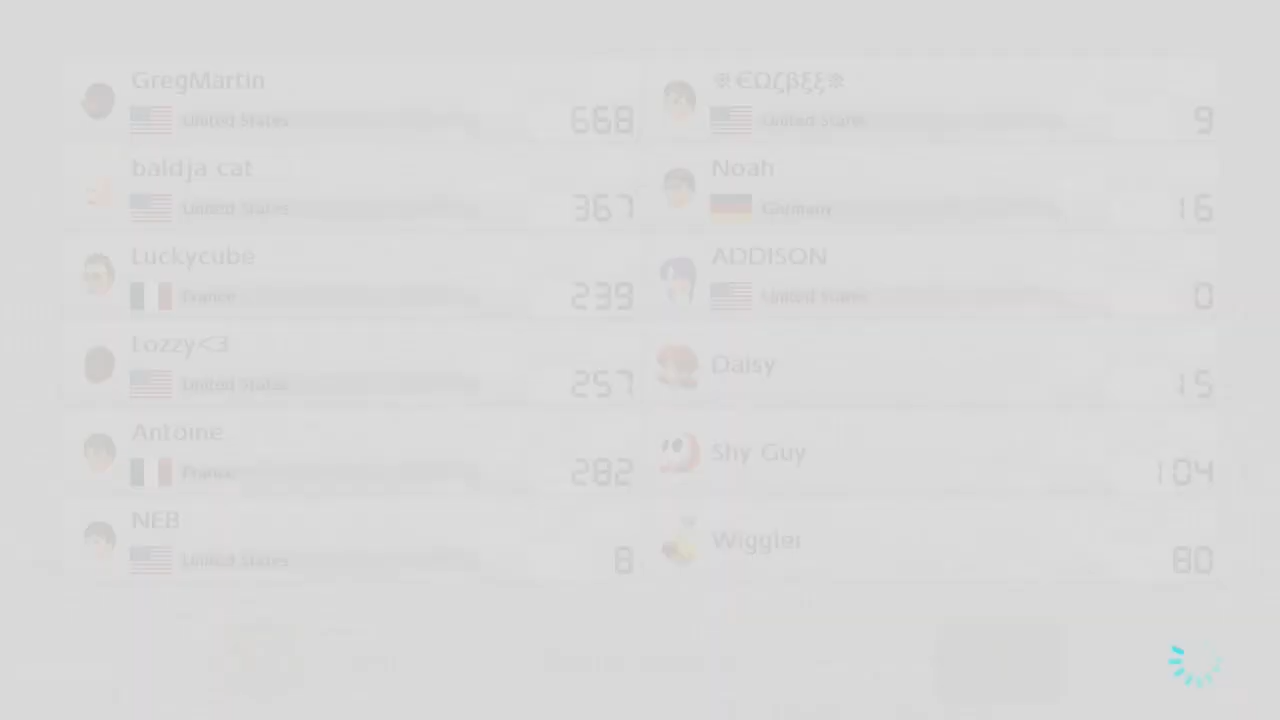 GregMartin
United States
668
baldja cat
United States
367
Luckycube
France
239
Lozzy<3
United States
257
Antoine
France
282
NEB
United States
8
※€Ωζβξξ※
United States
9
Noah
Germany
16
ADDISON
United States
0
Daisy
15
Shy Guy
104
Wiggler
80